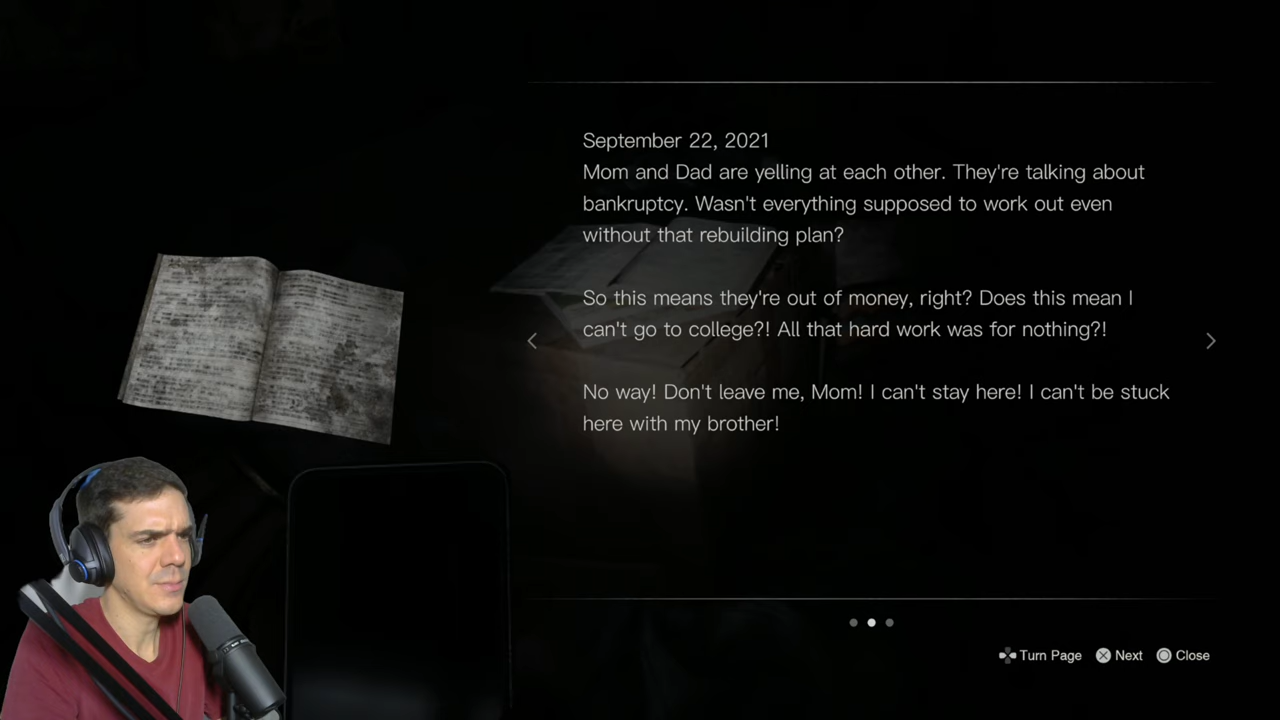 September 22, 2021
Mom and Dad are yelling at each other. They're talking about
bankruptcy. Wasn't everything supposed to work out even
without that rebuilding plan?
So this means they're out of money, right? Does this mean I
can't go to college?! All that hard work was for nothing?!
No way! Don't leave me, Mom! I can't stay here! I can't be stuck
here with my brother!
Turn Page Next Close